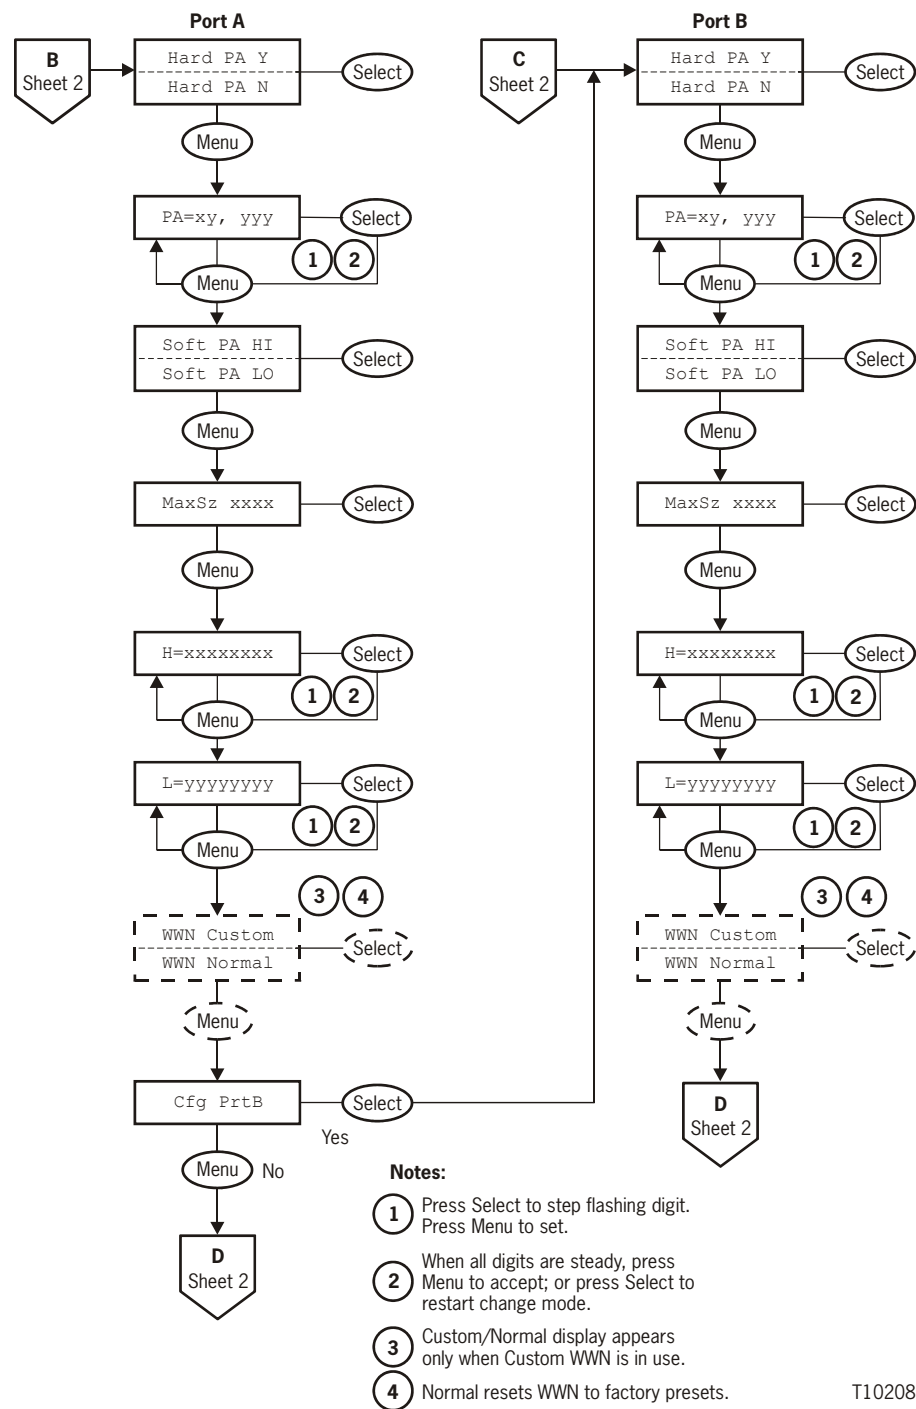 Port A
B
Sheet 2
Hard PA Y
Hard PA N
Select
Menu
PA=xy, yyy
Select
1
2
Menu
Soft PA HI
Soft PA LO
Select
Menu
MaxSz xxxx
Select
Menu
H=xxxxxxxx
Select
1
2
Menu
L=yyyyyyyy
Select
1
2
Menu
3
4
WWN Custom
WWN Normal
Select
Menu
Cfg PrtB
Select
Yes
Menu
No
D
Sheet 2
Port B
C
Sheet 2
Hard PA Y
Hard PA N
Select
Menu
PA=xy, yyy
Select
1
2
Menu
Soft PA HI
Soft PA LO
Select
Menu
MaxSz xxxx
Select
Menu
H=xxxxxxxx
Select
1
2
Menu
L=yyyyyyyy
Select
1
2
Menu
3
4
WWN Custom
WWN Normal
Select
Menu
D
Sheet 2
Notes:
1
Press Select to step flashing digit.
Press Menu to set.
2
When all digits are steady, press
Menu to accept; or press Select to
restart change mode.
3
Custom/Normal display appears
only when Custom WWN is in use.
4
Normal resets WWN to factory presets.
T10208